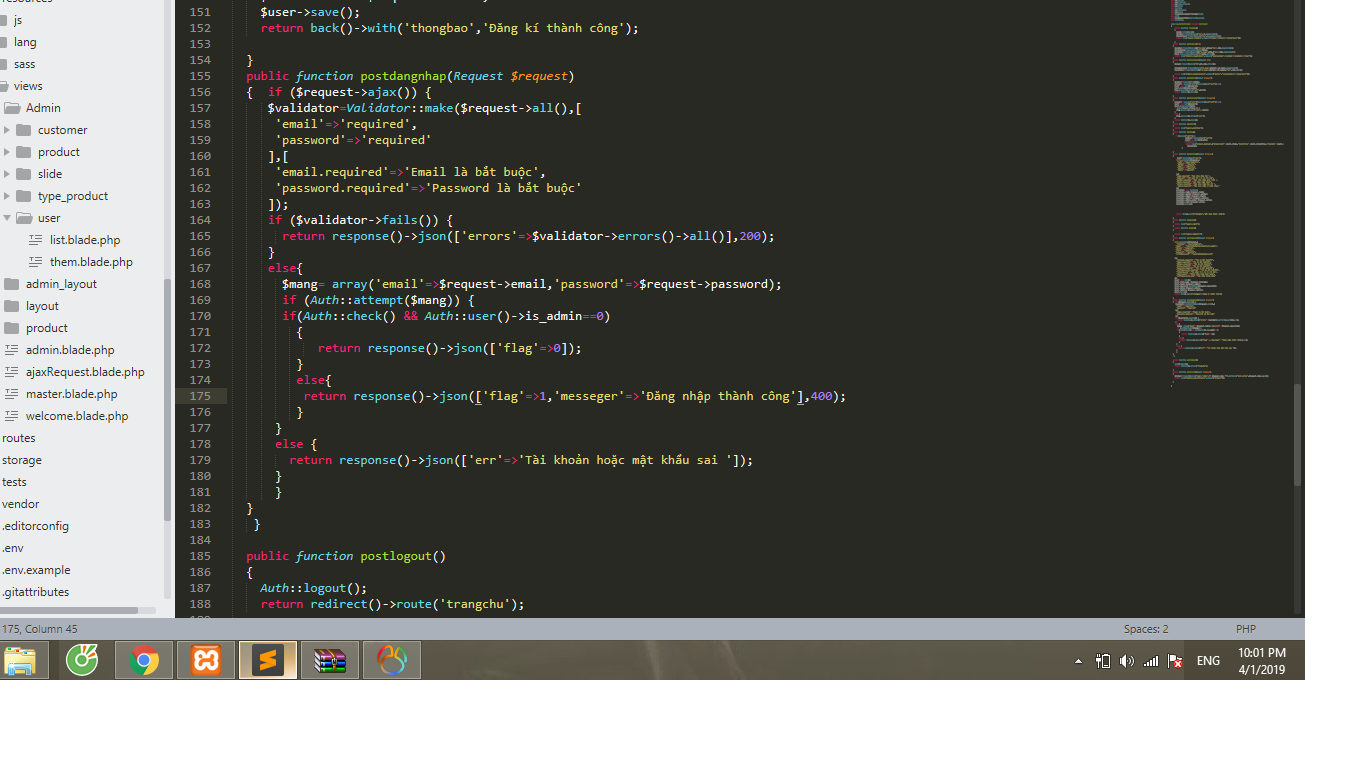 resources
js
lang
sass
views
Admin
customer
product
slide
type_product
user
list.blade.php
them.blade.php
admin_layout
layout
product
admin.blade.php
ajaxRequest.blade.php
master.blade.php
welcome.blade.php
routes
storage
tests
vendor
.editorconfig
.env
.env.example
.gitattributes
151 $user->save();
152 return back()->with('thongbao','Đăng kí thành công');
153
154 }
155 public function postdangnhap(Request $request)
156 { if ($request->ajax()) {
157 $validator=Validator::make($request->all(),[
158 'email'=>'required',
159 'password'=>'required'
160 ],[
161 'email.required'=>'Email là bắt buộc',
162 'password.required'=>'Password là bắt buộc'
163 ]);
164 if ($validator->fails()) {
165 return response()->json(['errors'=>$validator->errors()->all()],200);
166 }
167 else{
168 $mang= array('email'=>$request->email,'password'=>$request->password);
169 if (Auth::attempt($mang)) {
170 if(Auth::check() && Auth::user()->is_admin==0)
171 {
172 return response()->json(['flag'=>0]);
173 }
174 else{
175 return response()->json(['flag'=>1,'messeger'=>'Đăng nhập thành công'],400);
176 }
177 }
178 else {
179 return response()->json(['err'=>'Tài khoản hoặc mật khẩu sai ']);
180 }
181 }
182 }
183 }
184
185 public function postlogout()
186 {
187 Auth::logout();
188 return redirect()->route('trangchu');
175, Column 45
Spaces: 2
PHP
ENG
10:01 PM
4/1/2019